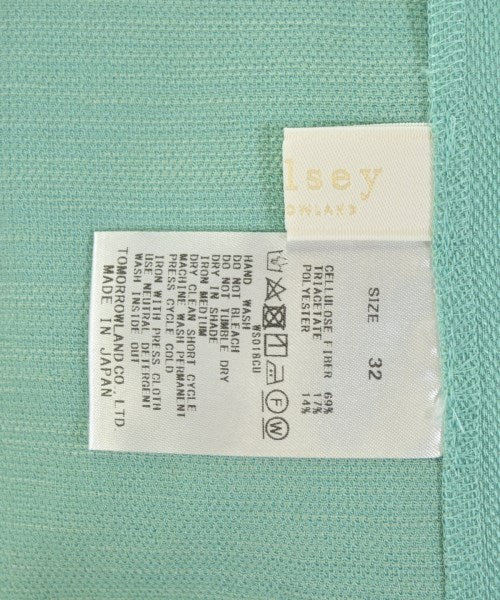 lsey
SIZE 32
CELLULOSE FIBER 69%
TRIACETATE 17%
POLYESTER 14%
WS018CU
HAND WASH
DO NOT BLEACH
DO NOT TUMBLE DRY
DRY IN SHADE
IRON MEDIUM
DRY CLEAN SHORT CYCLE
MACHINE WASH PERMANENT
PRESS CYCLE COLD
IRON WITH PRESS CLOTH
USE NEUTRAL DETERGENT
WASH INSIDE OUT
TOMORROWLAND CO., LTD
MADE IN JAPAN